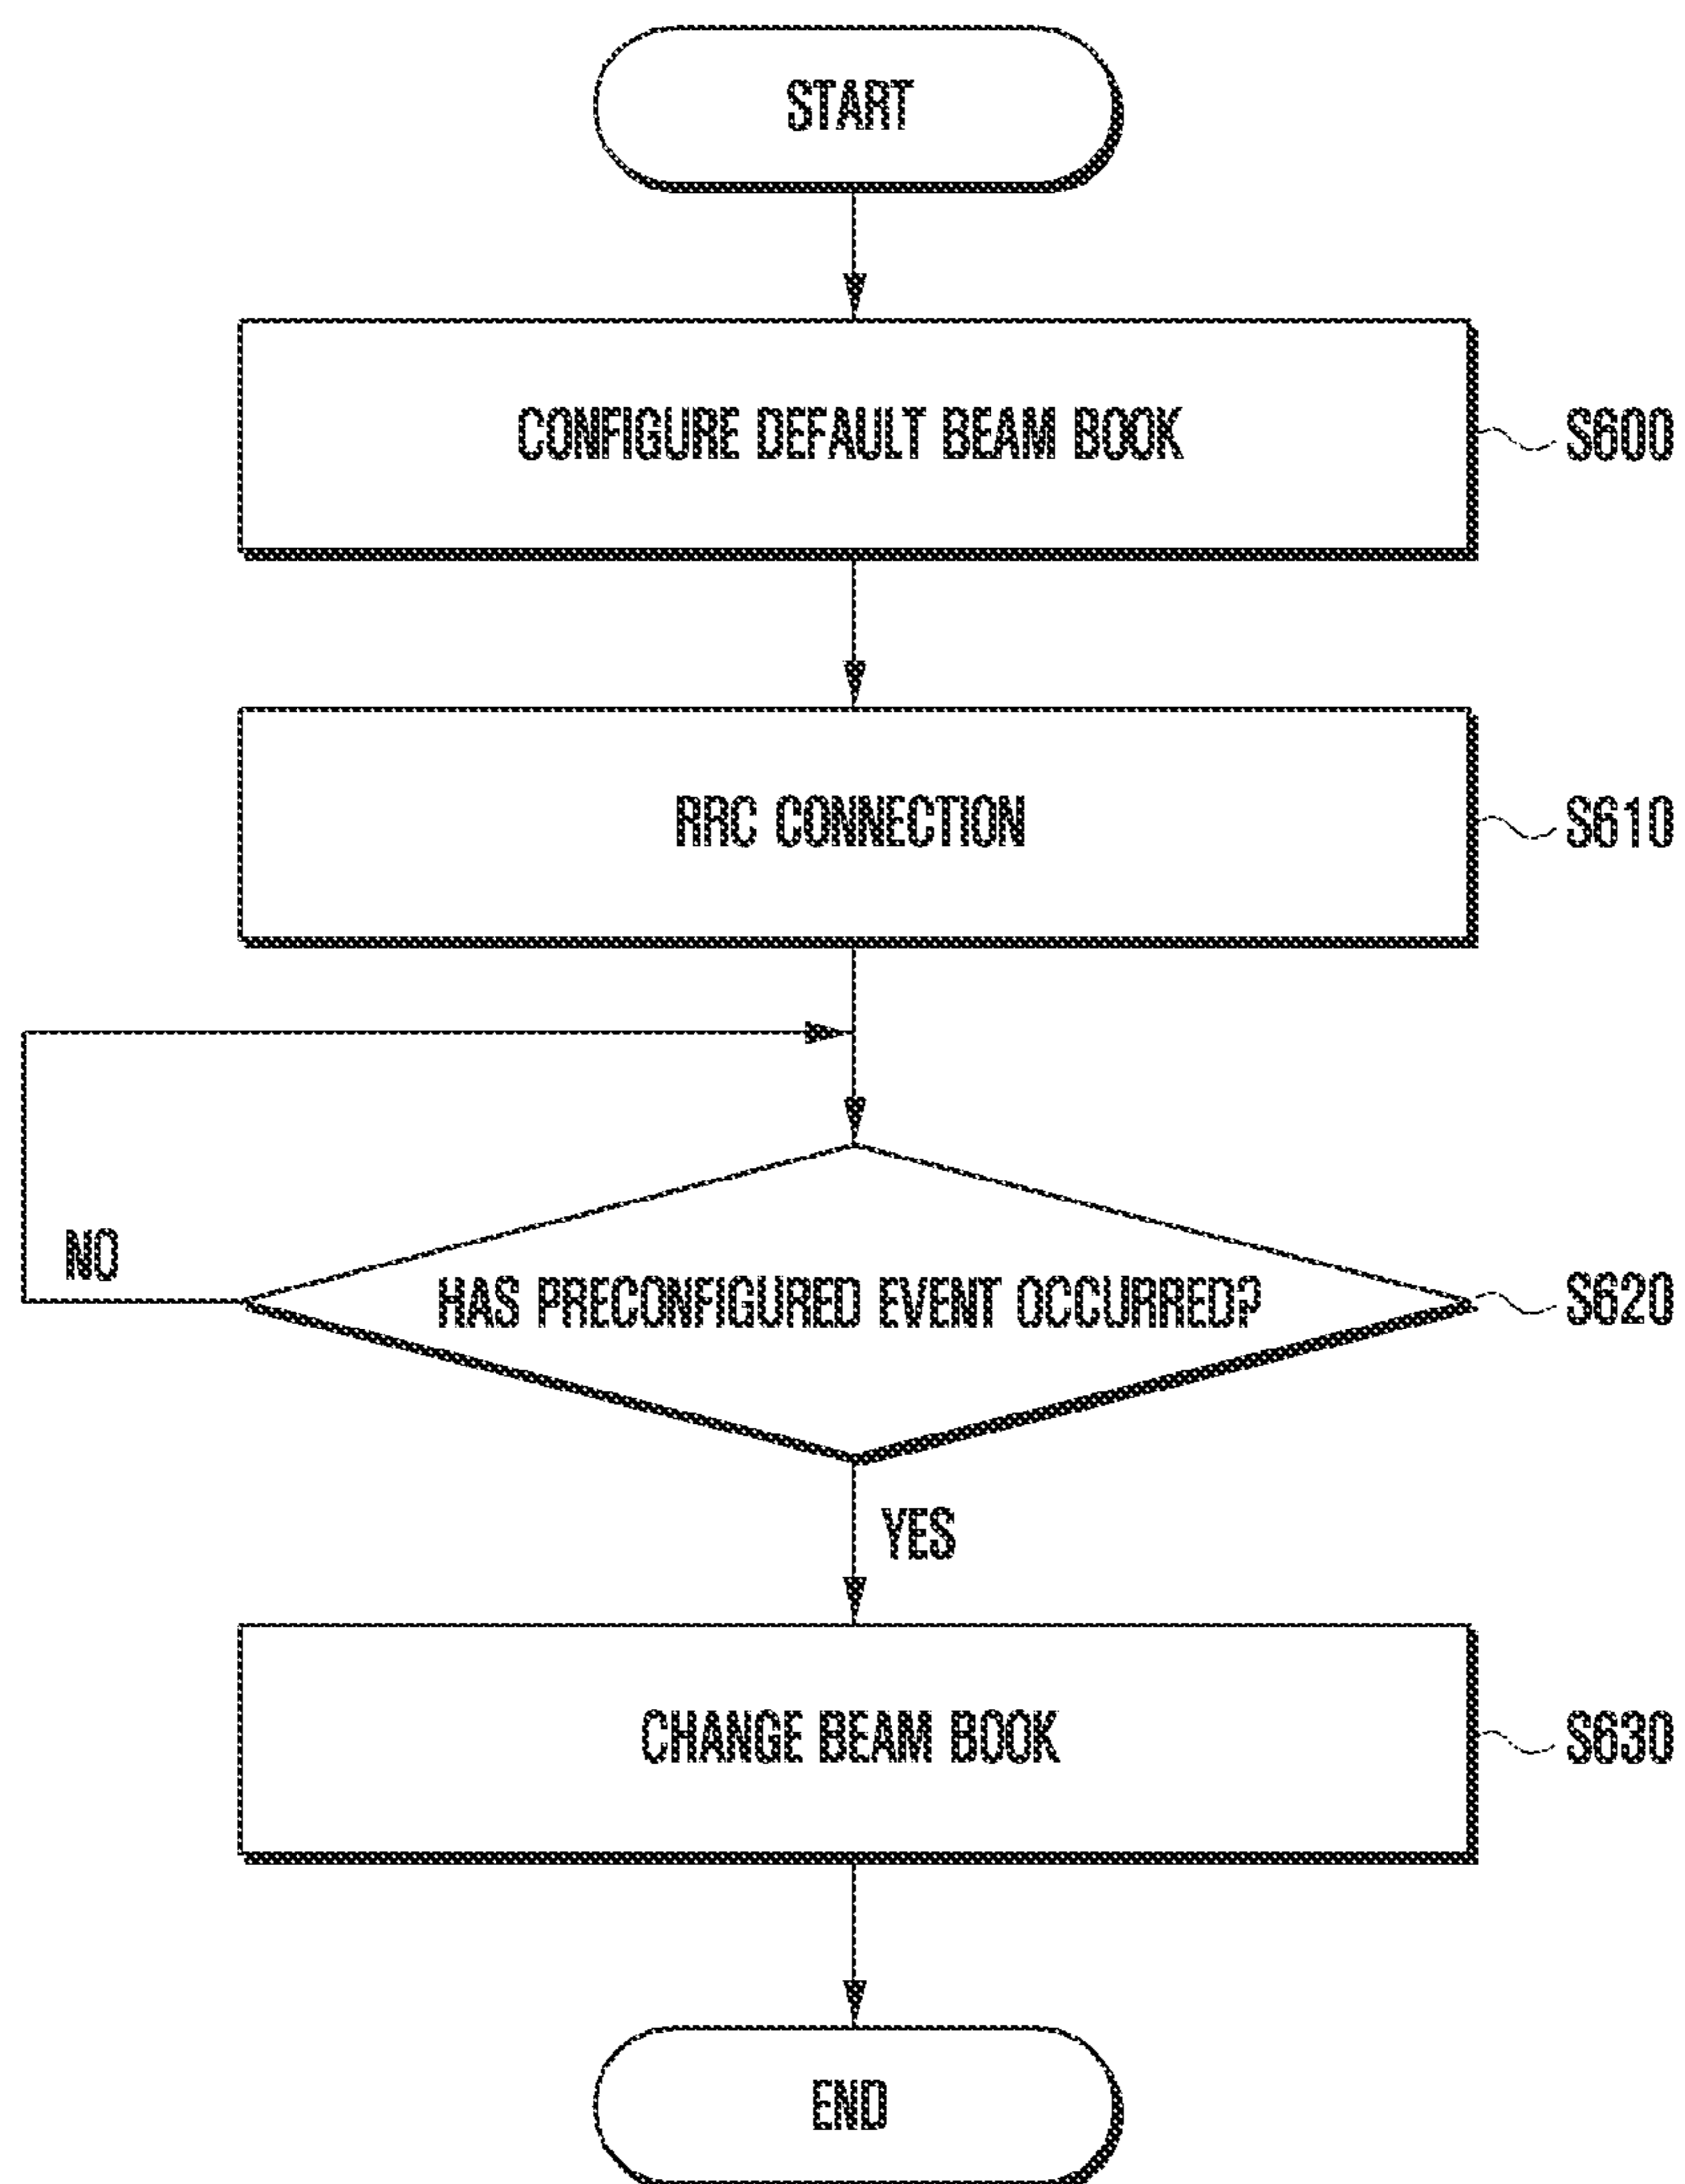 START
CONFIGURE DEFAULT BEAM BOOK
S600
RRC CONNECTION
S610
NO
HAS PRECONFIGURED EVENT OCCURRED?
S620
YES
CHANGE BEAM BOOK
S630
END